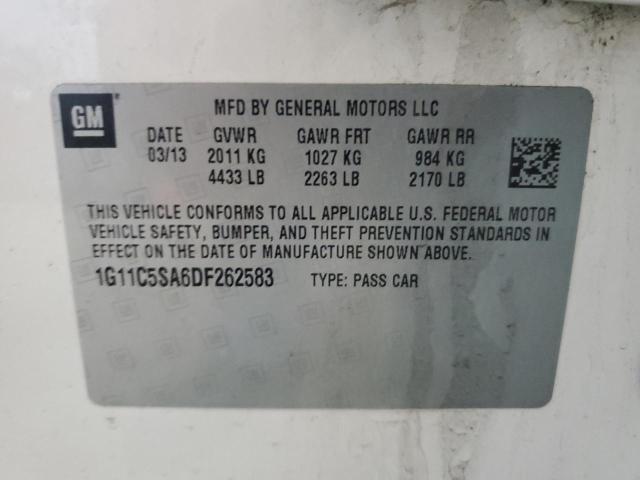 GM
MFD BY GENERAL MOTORS LLC
DATE GVWR GAWR FRT GAWR RR
03/13 2011 KG 1027 KG 984 KG
4433 LB 2263 LB 2170 LB
THIS VEHICLE CONFORMS TO ALL APPLICABLE U.S. FEDERAL MOTOR
VEHICLE SAFETY, BUMPER, AND THEFT PREVENTION STANDARDS IN
EFFECT ON THE DATE OF MANUFACTURE SHOWN ABOVE.
1G11C5SA6DF262583 TYPE: PASS CAR